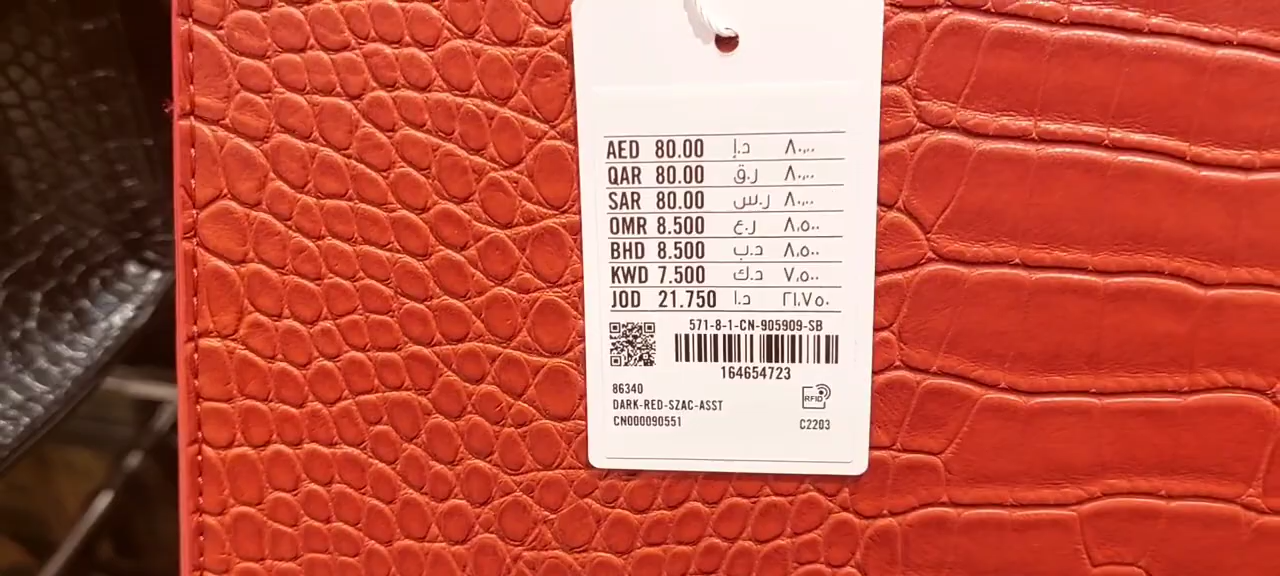 AED 80.00 د.إ ٨٠,٠٠
QAR 80.00 ر.ق ٨٠,٠٠
SAR 80.00 ر.س ٨٠,٠٠
OMR 8.500 ر.ع ٨,٥٠٠
BHD 8.500 د.ب ٨,٥٠٠
KWD 7.500 د.ك ٧,٥٠٠
JOD 21.750 د.ا ٢١,٧٥٠
571-8-1-CN-905909-SB
164654723
86340
DARK-RED-SZAC-ASST
CN000090551
RFID
C2203